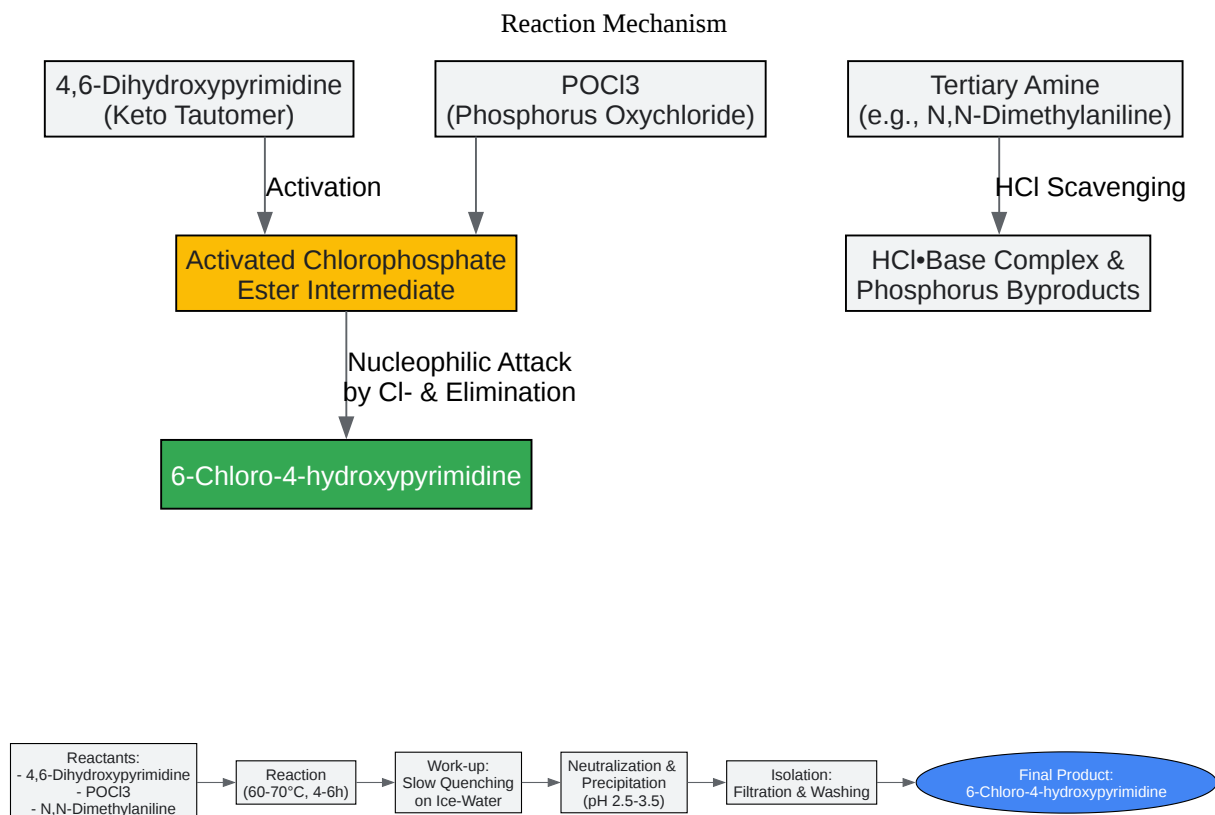 Reaction Mechanism
4,6-Dihydroxypyrimidine
(Keto Tautomer)
POCl3
(Phosphorus Oxychloride)
Tertiary Amine
(e.g., N,N-Dimethylaniline)
Activation
HCl Scavenging
Activated Chlorophosphate
Ester Intermediate
HCl•Base Complex &
Phosphorus Byproducts
Nucleophilic Attack
by Cl- & Elimination
6-Chloro-4-hydroxypyrimidine
Reactants:
- 4,6-Dihydroxypyrimidine
- POCl3
- N,N-Dimethylaniline
Reaction
(60-70°C, 4-6h)
Work-up:
Slow Quenching
on Ice-Water
Neutralization &
Precipitation
(pH 2.5-3.5)
Isolation:
Filtration & Washing
Final Product:
6-Chloro-4-hydroxypyrimidine